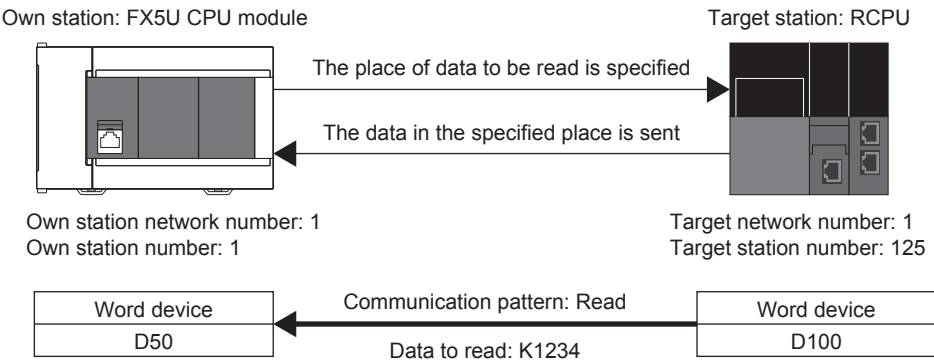 Own station: FX5U CPU module
Target station: RCPU
The place of data to be read is specified
The data in the specified place is sent
Own station network number: 1
Own station number: 1
Target network number: 1
Target station number: 125
Word device
D50
Communication pattern: Read
Data to read: K1234
Word device
D100